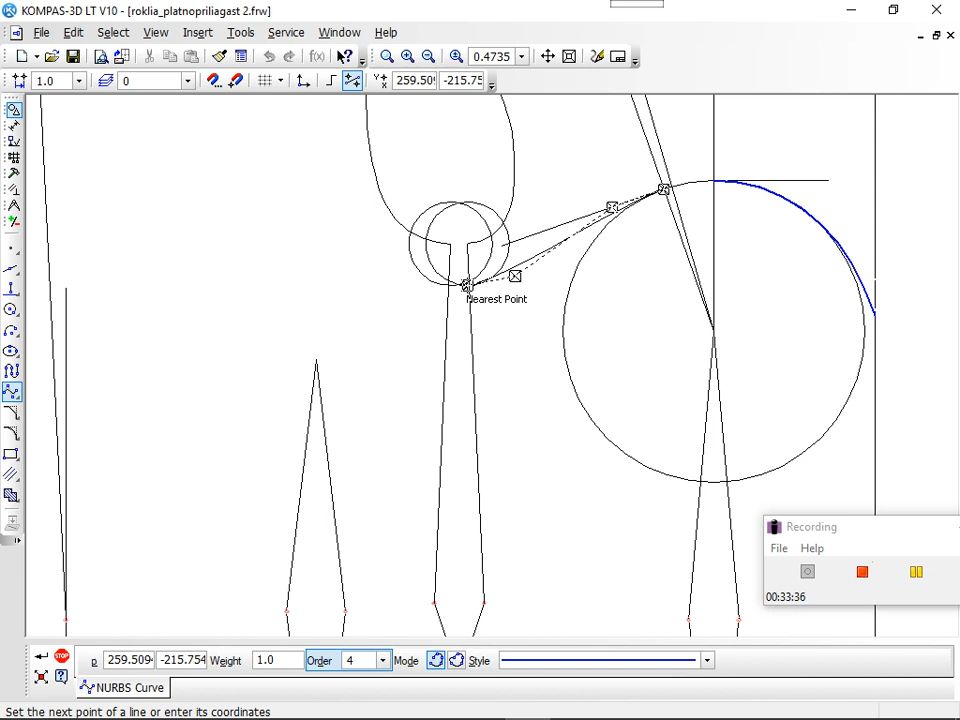 KOMPAS-3D LT V10 - [roklia_platnopriliagast 2.frw]
File Edit Select View Insert Tools Service Window Help
0.4735
1.0 0 259.509 -215.75
Nearest Point
Recording
File Help
00:33:36
p 259.509 -215.754 Weight 1.0 Order 4 Mode Style
NURBS Curve
Set the next point of a line or enter its coordinates